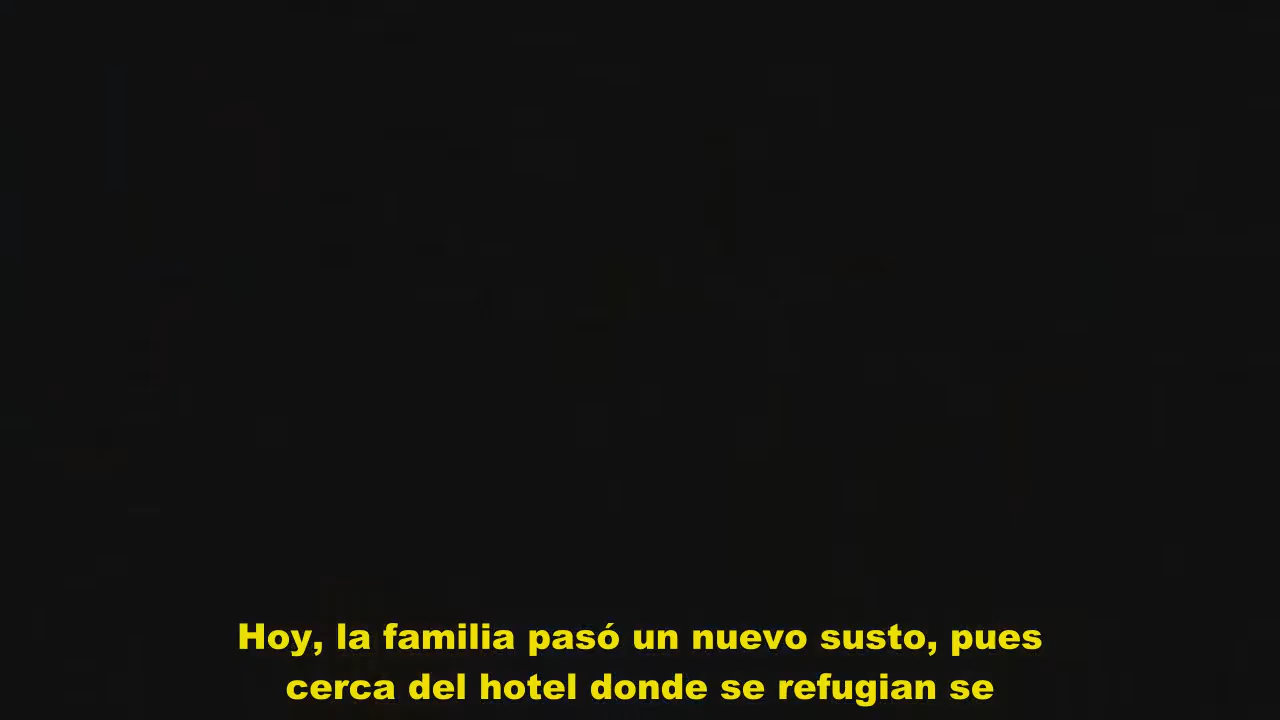 Hoy, la familia pasó un nuevo susto, pues
cerca del hotel donde se refugian se